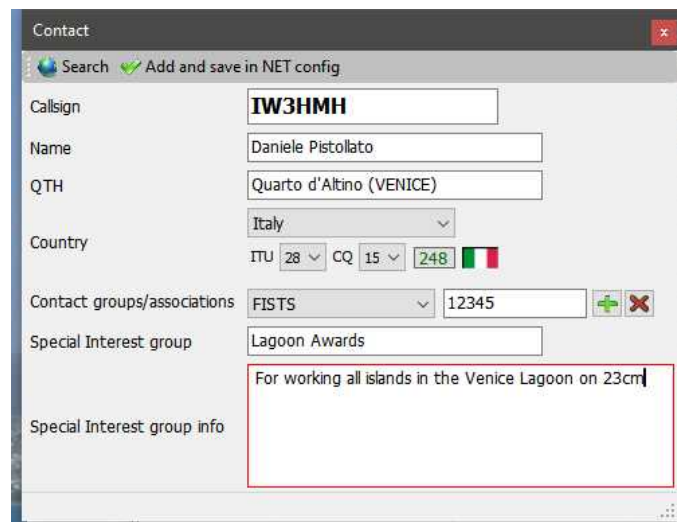 Contact
x
Search Add and save in NET config
Callsign IW3HMH
Name Daniele Pistollato
QTH Quarto d'Altino (VENICE)
Country Italy
ITU 28 CQ 15 248
Contact groups/associations FISTS 12345
Special Interest group Lagoon Awards
Special Interest group info For working all islands in the Venice Lagoon on 23cm